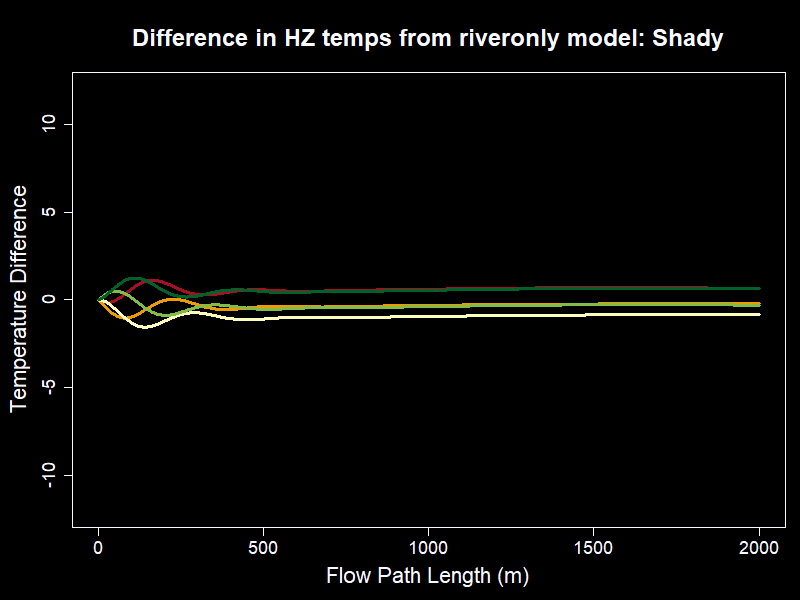 Difference in HZ temps from riveronly model: Shady
Temperature Difference
10
5
0
-5
-10
0 500 1000 1500 2000
Flow Path Length (m)